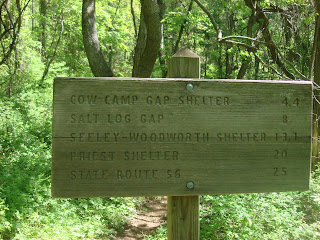 COW CAMP GAP SHELTER 4.4
SALT LOG GAP 8
SEELEY-WOODWORTH SHELTER 13.1
PRIEST SHELTER 20
STATE ROUTE 56 25